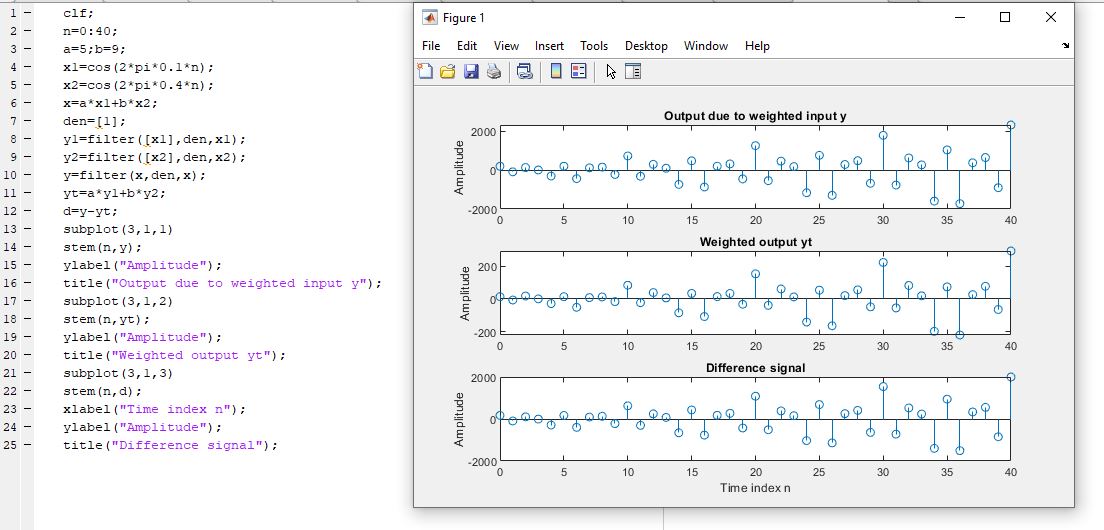 1 – clf;
2 – n=0:40;
3 – a=5;b=9;
4 – x1=cos(2*pi*0.1*n);
5 – x2=cos(2*pi*0.4*n);
6 – x=a*x1+b*x2;
7 – den=[1];
8 – y1=filter([x1],den,x1);
9 – y2=filter([x2],den,x2);
10 – y=filter(x,den,x);
11 – yt=a*y1+b*y2;
12 – d=y-yt;
13 – subplot(3,1,1)
14 – stem(n,y);
15 – ylabel("Amplitude");
16 – title("Output due to weighted input y");
17 – subplot(3,1,2)
18 – stem(n,yt);
19 – ylabel("Amplitude");
20 – title("Weighted output yt");
21 – subplot(3,1,3)
22 – stem(n,d);
23 – xlabel("Time index n");
24 – ylabel("Amplitude");
25 – title("Difference signal");
Figure 1
File Edit View Insert Tools Desktop Window Help
Output due to weighted input y
Amplitude
2000
0
-2000
0 5 10 15 20 25 30 35 40
Weighted output yt
Amplitude
200
0
-200
0 5 10 15 20 25 30 35 40
Difference signal
Amplitude
2000
0
-2000
0 5 10 15 20 25 30 35 40
Time index n